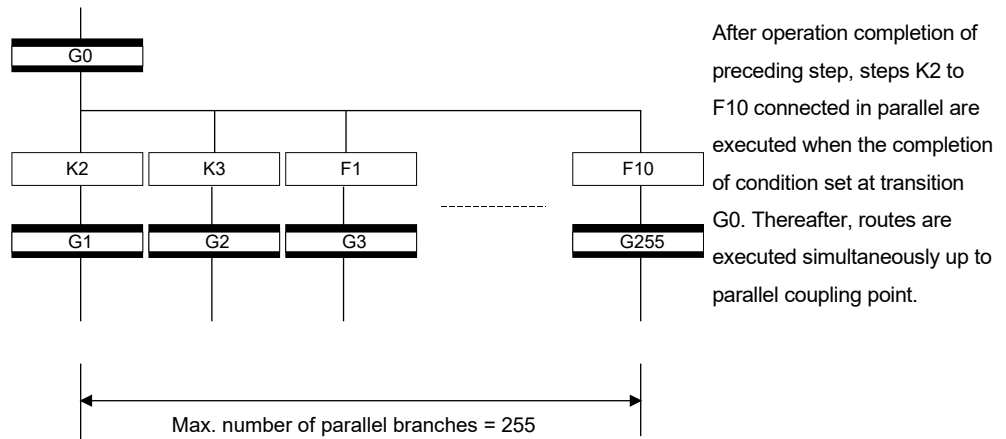 G0
K2
K3
F1
F10
G1
G2
G3
G255
Max. number of parallel branches = 255
After operation completion of
preceding step, steps K2 to
F10 connected in parallel are
executed when the completion
of condition set at transition
G0. Thereafter, routes are
executed simultaneously up to
parallel coupling point.